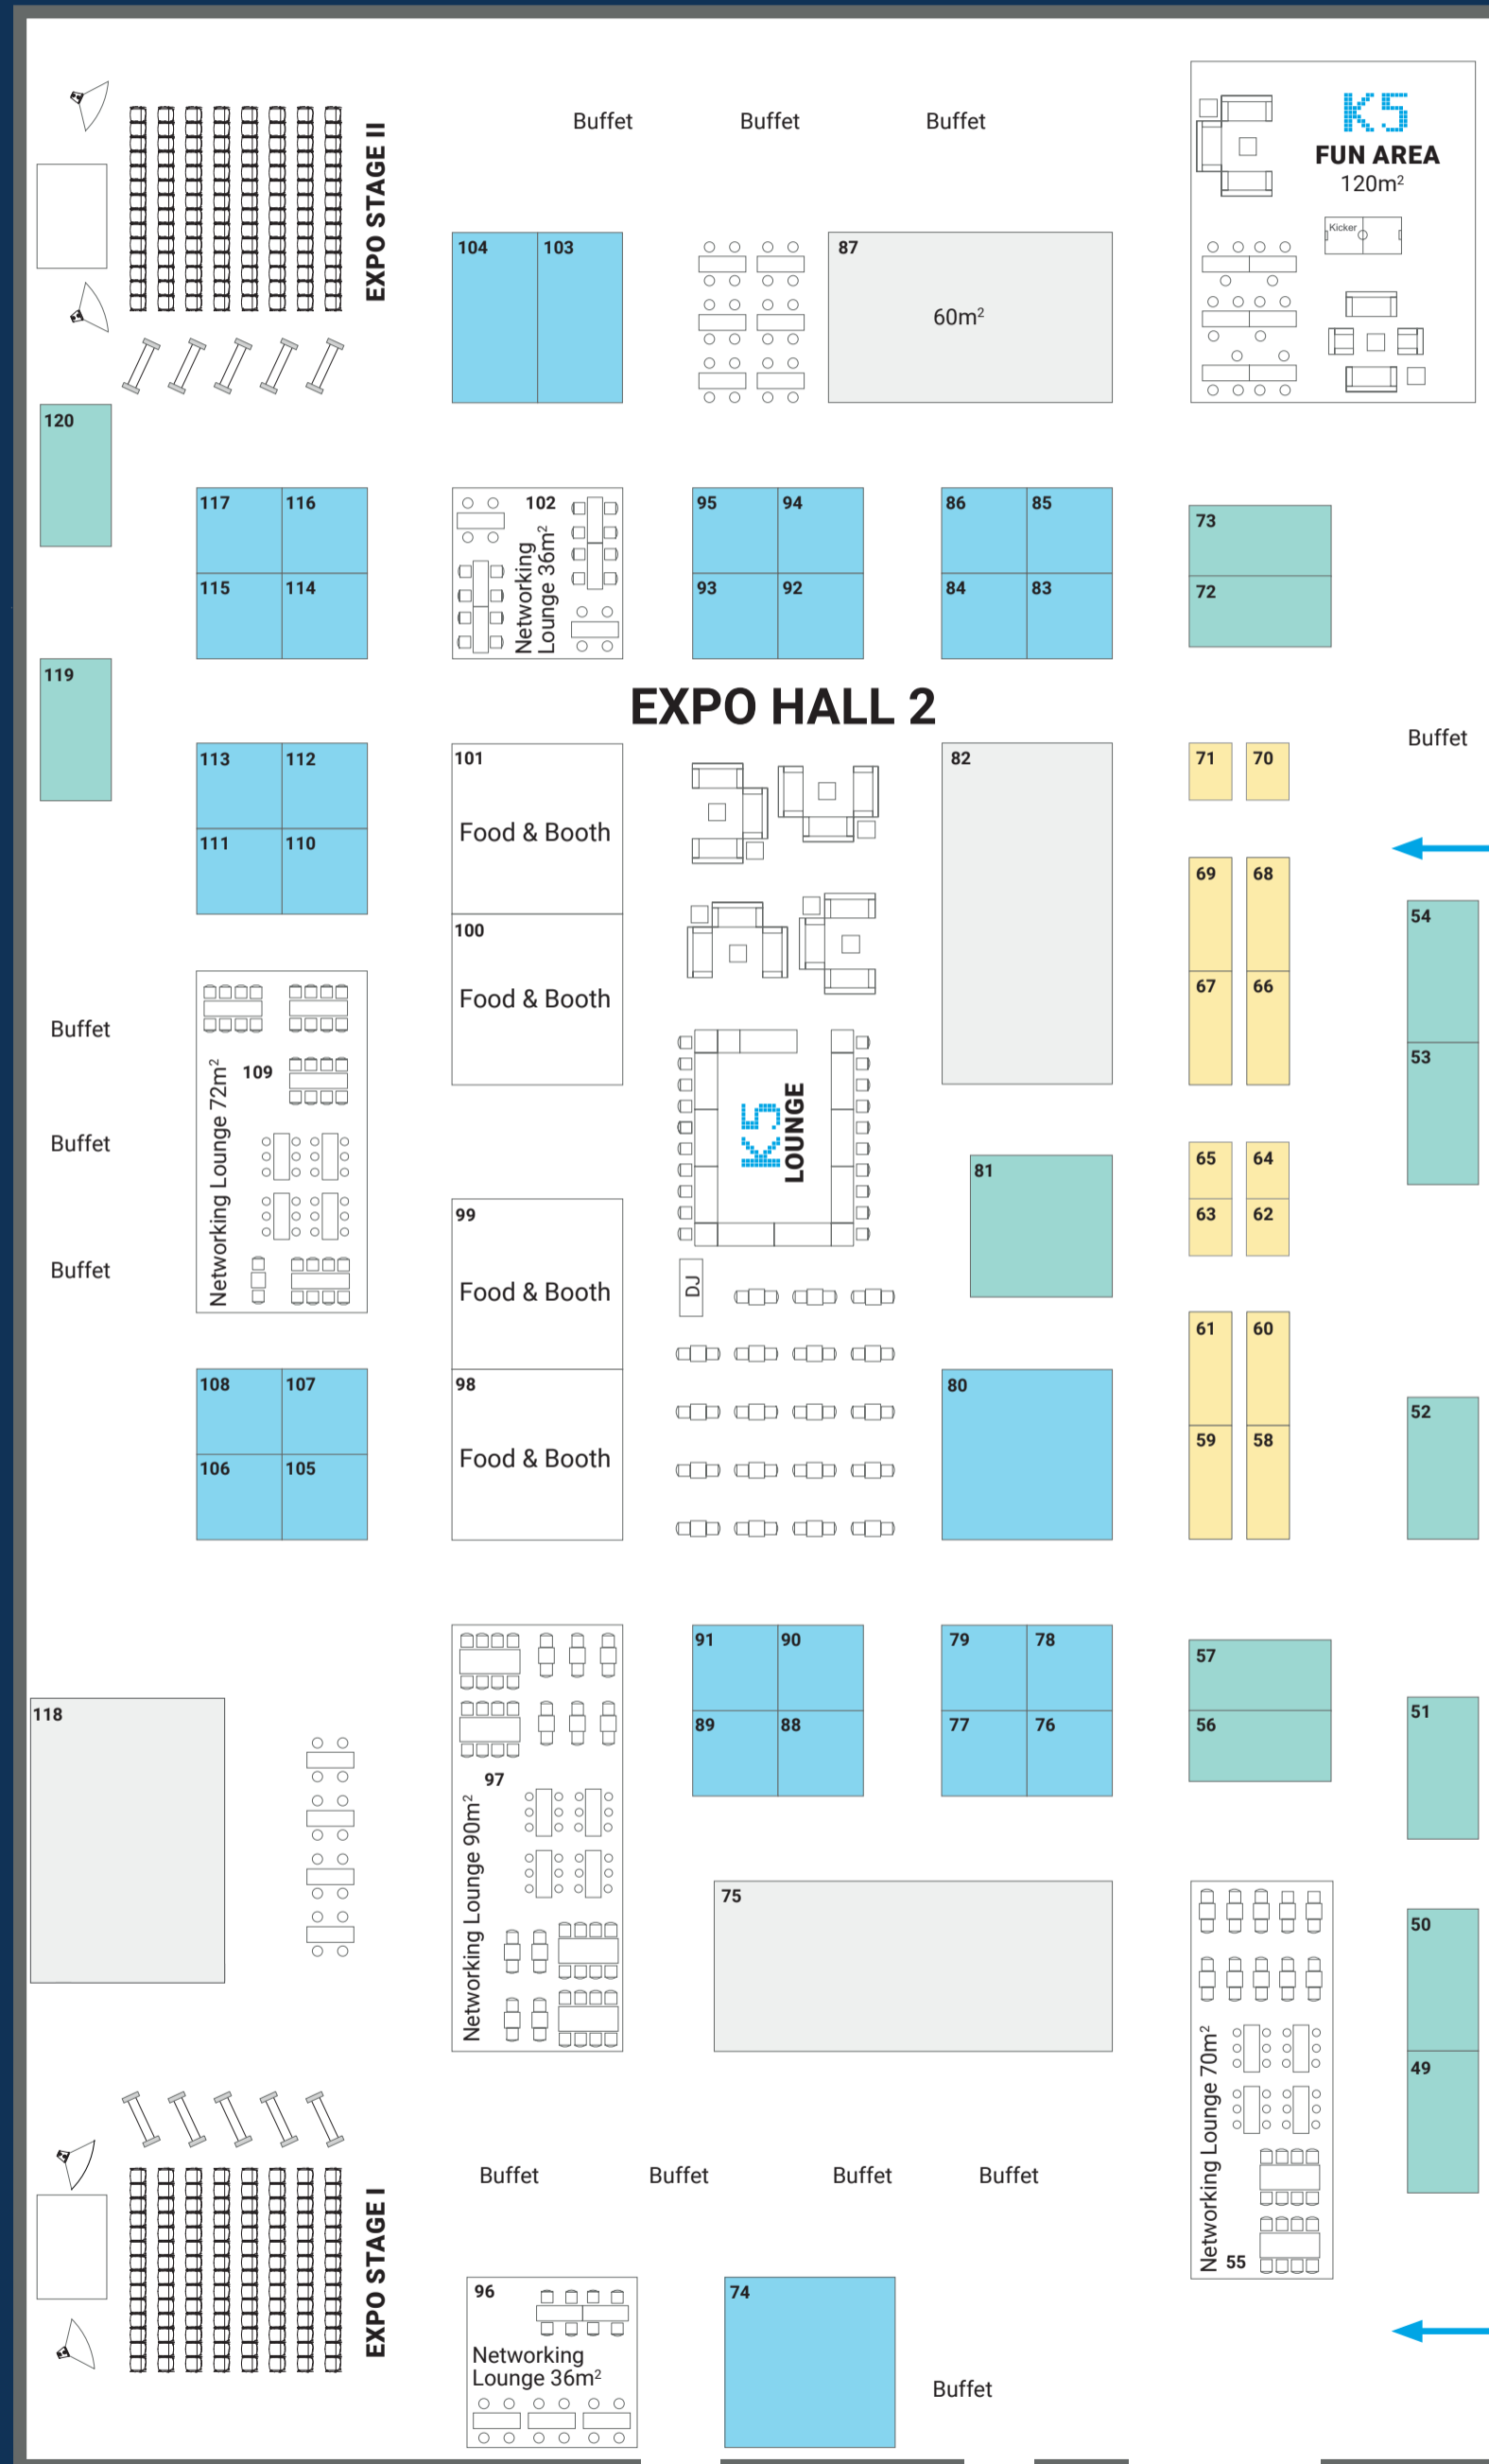 Buffet
Buffet
Buffet
K5
FUN AREA
120m²
Kicker
EXPO STAGE II
104
103
87
60m²
120
117
116
115
114
102
Networking
Lounge 36m²
95
94
93
92
86
85
84
83
73
72
119
EXPO HALL 2
Buffet
113
112
111
110
101
Food & Booth
100
Food & Booth
82
71
70
69
68
67
66
54
53
Buffet
Buffet
Buffet
109
Networking Lounge 72m²
K5
LOUNGE
DJ
81
65
64
63
62
99
Food & Booth
98
Food & Booth
80
61
60
59
58
52
108
107
106
105
118
97
Networking Lounge 90m²
91
90
89
88
79
78
77
76
57
56
51
75
50
49
Networking Lounge 70m²
55
EXPO STAGE I
Buffet
Buffet
Buffet
Buffet
96
Networking
Lounge 36m²
74
Buffet